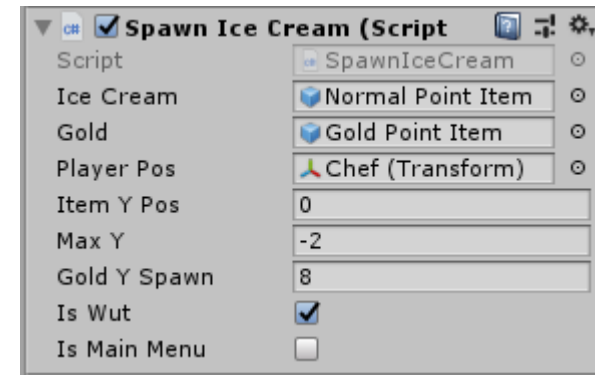 Spawn Ice Cream (Script
Script SpawnIceCream
Ice Cream Normal Point Item
Gold Gold Point Item
Player Pos Chef (Transform)
Item Y Pos 0
Max Y -2
Gold Y Spawn 8
Is Wut
Is Main Menu